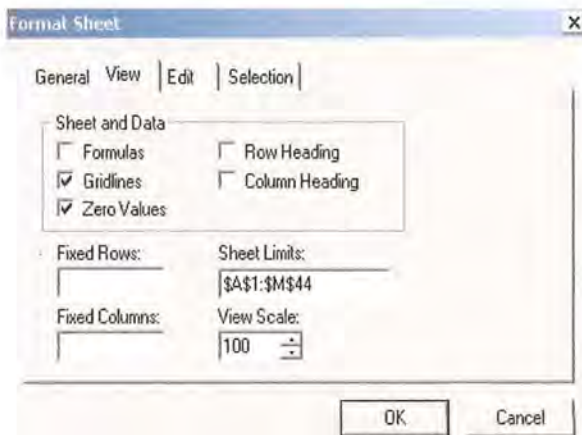 Format Sheet
General View Edit Selection
Sheet and Data
Formulas Row Heading
Gridlines Column Heading
Zero Values
Fixed Rows: Sheet Limits:
$A$1:$M$44
Fixed Columns: View Scale:
100
OK Cancel